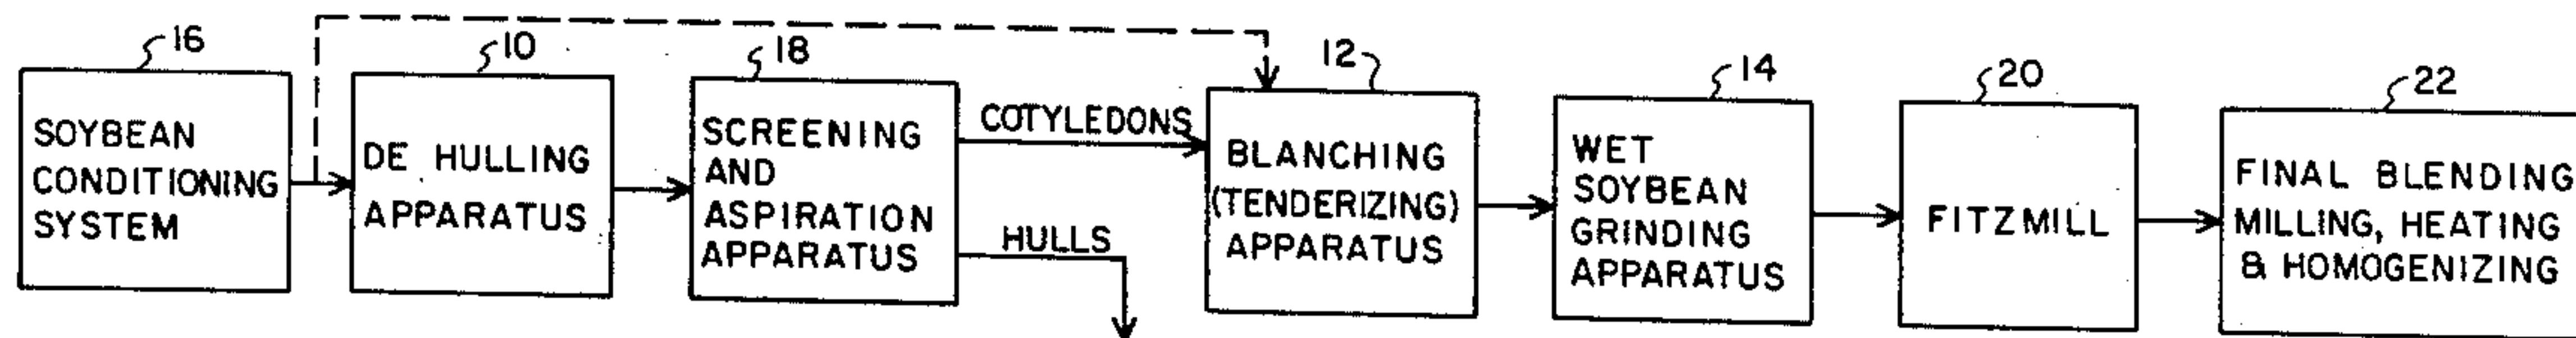 16
SOYBEAN
CONDITIONING
SYSTEM
10
DE HULLING
APPARATUS
18
SCREENING
AND
ASPIRATION
APPARATUS
COTYLEDONS
HULLS
12
BLANCHING
(TENDERIZING)
APPARATUS
14
WET
SOYBEAN
GRINDING
APPARATUS
20
FITZMILL
22
FINAL BLENDING
MILLING, HEATING
& HOMOGENIZING